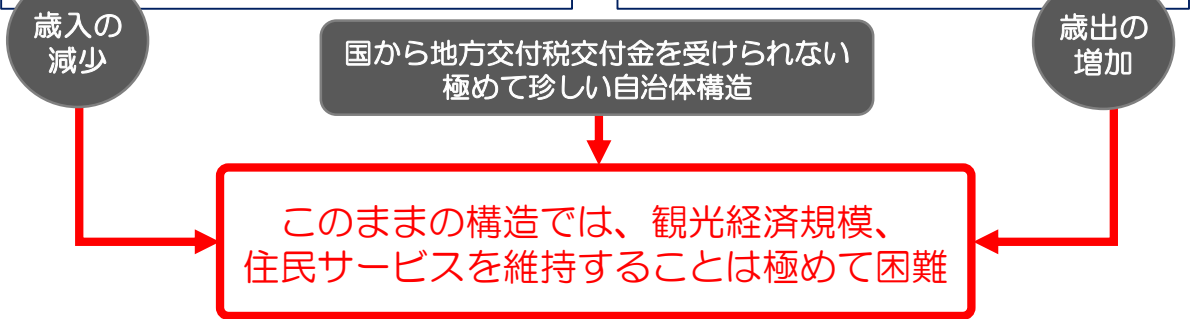 歳入の
減少
国から地方交付税交付金を受けられない
極めて珍しい自治体構造
歳出の
増加
このままの構造では、観光経済規模、
住民サービスを維持することは極めて困難